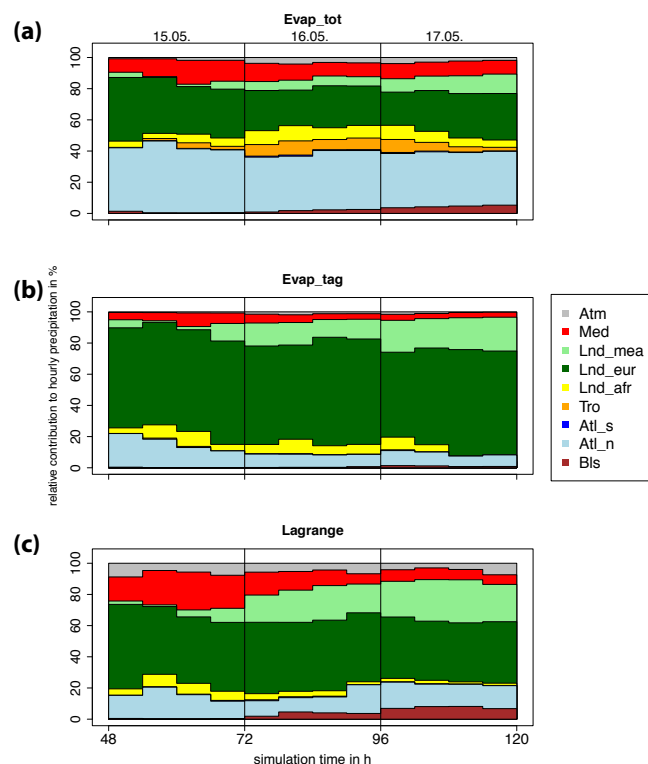 (a)
Evap_tot
15.05. 16.05. 17.05.
100
80
60
40
20
0
(b)
Evap_tag
100
80
60
40
20
0
relative contribution to hourly precipitation in %
Atm
Med
Lnd_mea
Lnd_eur
Lnd_afr
Tro
Atl_s
Atl_n
Bls
(c)
Lagrange
100
80
60
40
20
0
48 72 96 120
simulation time in h